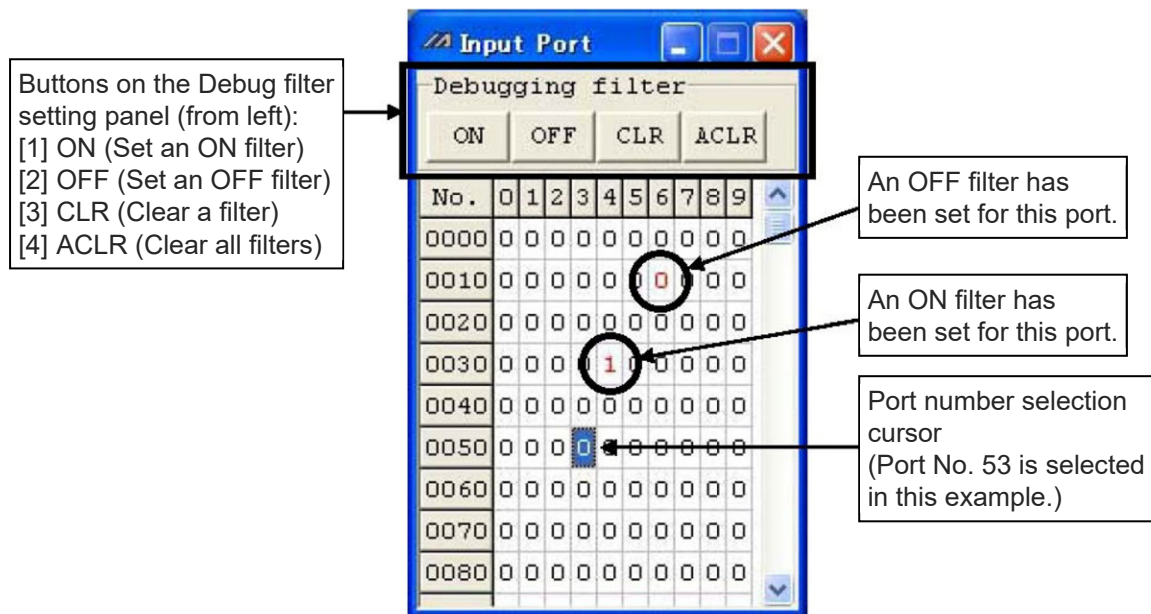 Input Port
Buttons on the Debug filter
setting panel (from left):
[1] ON (Set an ON filter)
[2] OFF (Set an OFF filter)
[3] CLR (Clear a filter)
[4] ACLR (Clear all filters)
Debugging filter
ON OFF CLR ACLR
No. 0 1 2 3 4 5 6 7 8 9
0000 0 0 0 0 0 0 0 0 0 0
0010 0 0 0 0 0 0 0 0 0 0
0020 0 0 0 0 0 0 0 0 0 0
0030 0 0 0 0 1 0 0 0 0 0
0040 0 0 0 0 0 0 0 0 0 0
0050 0 0 0 0 0 0 0 0 0 0
0060 0 0 0 0 0 0 0 0 0 0
0070 0 0 0 0 0 0 0 0 0 0
0080 0 0 0 0 0 0 0 0 0 0
An OFF filter has
been set for this port.
An ON filter has
been set for this port.
Port number selection
cursor
(Port No. 53 is selected
in this example.)